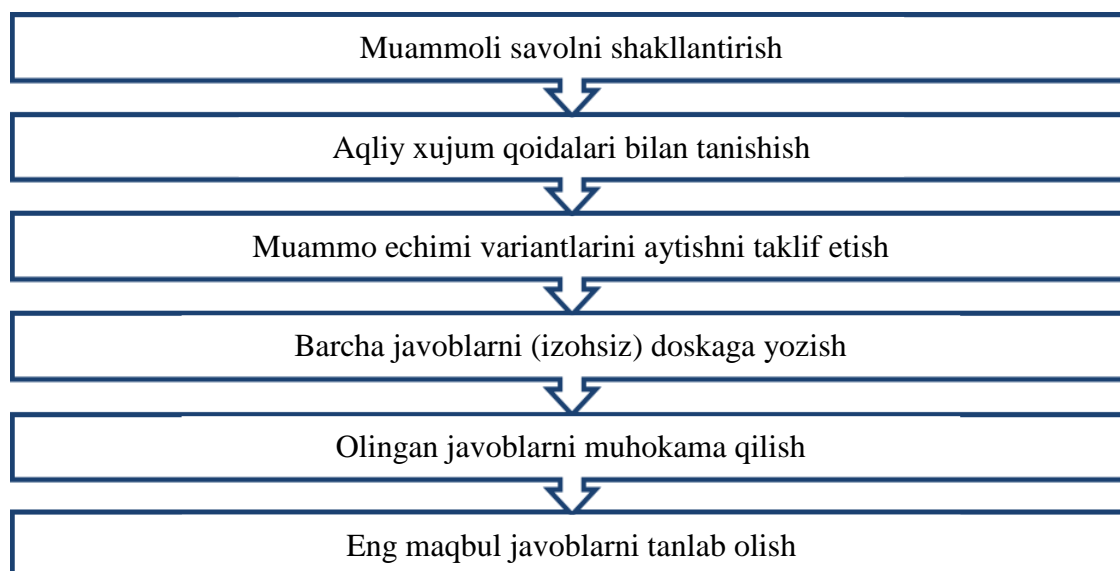 Muammoli savolni shakllantirish
Aqliy xujum qoidalari bilan tanishish
Muammo echimi variantlarini aytishni taklif etish
Barcha javoblarni (izohsiz) doskaga yozish
Olingan javoblarni muhokama qilish
Eng maqbul javoblarni tanlab olish